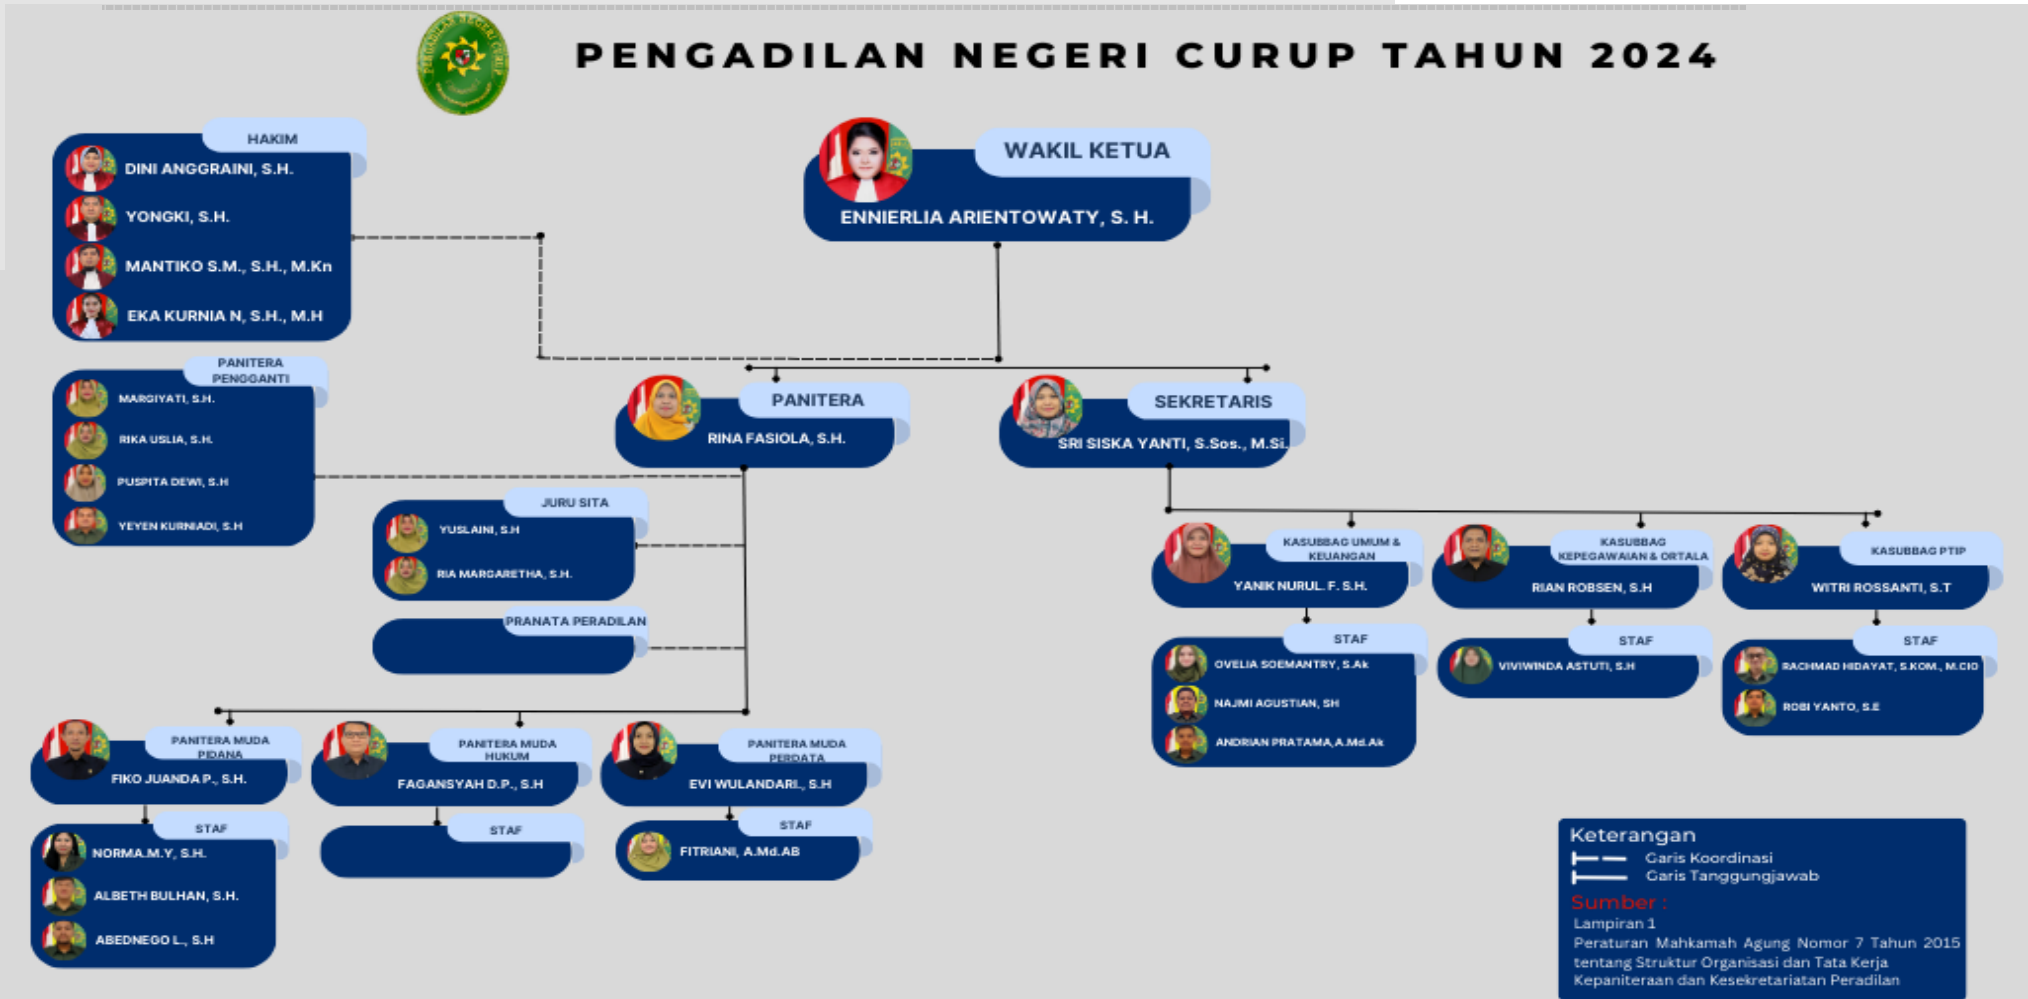 PENGADILAN NEGERI CURUP TAHUN 2024
PENGADILAN NEGERI CURUP
HAKIM
DINI ANGGRAINI, S.H.
YONGKI, S.H.
MANTIKO S.M., S.H., M.Kn
EKA KURNIA N, S.H., M.H
WAKIL KETUA
ENNIERLIA ARIENTOWATY, S. H.
PANITERA
PENGGANTI
MARGIYATI, S.H.
RIKA USLIA, S.H.
PUSPITA DEWI, S.H
YEYEN KURNIADI, S.H
PANITERA
RINA FASIOLA, S.H.
SEKRETARIS
SRI SISKA YANTI, S.Sos., M.Si.
JURU SITA
YUSLAINI, S.H
RIA MARGARETHA, S.H.
PRANATA PERADILAN
KASUBBAG UMUM &
KEUANGAN
YANIK NURUL. F. S.H.
KASUBBAG
KEPEGAWAIAN & ORTALA
RIAN ROBSEN, S.H
KASUBBAG PTIP
WITRI ROSSANTI, S.T
STAF
OVELIA SOEMANTRY, S.Ak
NAJMI AGUSTIAN, SH
ANDRIAN PRATAMA,A.Md.Ak
STAF
VIVIWINDA ASTUTI, S.H
STAF
RACHMAD HIDAYAT, S.KOM., M.CIO
ROBI YANTO, S.E
PANITERA MUDA
PIDANA
FIKO JUANDA P., S.H.
PANITERA MUDA
HUKUM
FAGANSYAH D.P., S.H
PANITERA MUDA
PERDATA
EVI WULANDARI., S.H
STAF
NORMA.M.Y, S.H.
ALBETH BULHAN, S.H.
ABEDNEGO L., S.H
STAF
STAF
FITRIANI, A.Md.AB
Keterangan
Garis Koordinasi
Garis Tanggungjawab
Sumber :
Lampiran 1
Peraturan Mahkamah Agung Nomor 7 Tahun 2015
tentang Struktur Organisasi dan Tata Kerja
Kepaniteraan dan Kesekretariatan Peradilan